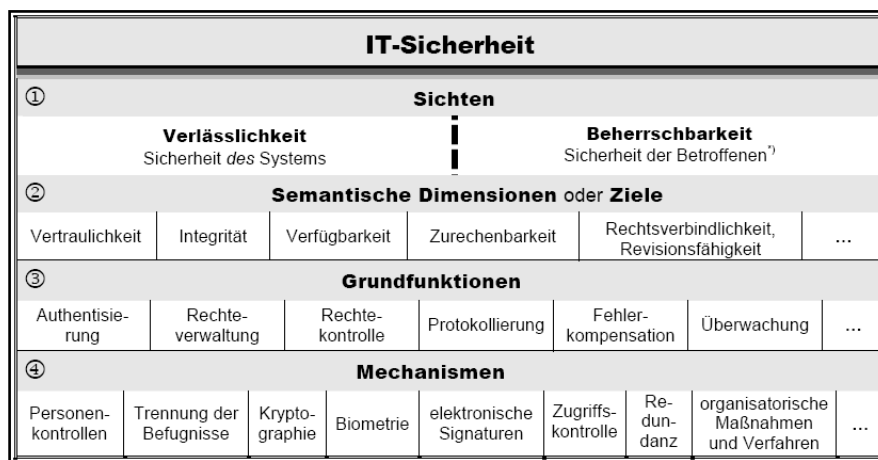 IT-Sicherheit
① Sichten
Verlässlichkeit
Sicherheit des Systems
Beherrschbarkeit
Sicherheit der Betroffenen*)
② Semantische Dimensionen oder Ziele
Vertraulichkeit
Integrität
Verfügbarkeit
Zurechenbarkeit
Rechtsverbindlichkeit,
Revisionsfähigkeit
...
③ Grundfunktionen
Authentisie-
rung
Rechte-
verwaltung
Rechte-
kontrolle
Protokollierung
Fehler-
kompensation
Überwachung
...
④ Mechanismen
Personen-
kontrollen
Trennung der
Befugnisse
Krypto-
graphie
Biometrie
elektronische
Signaturen
Zugriffs-
kontrolle
Re-
dun-
danz
organisatorische
Maßnahmen
und Verfahren
...